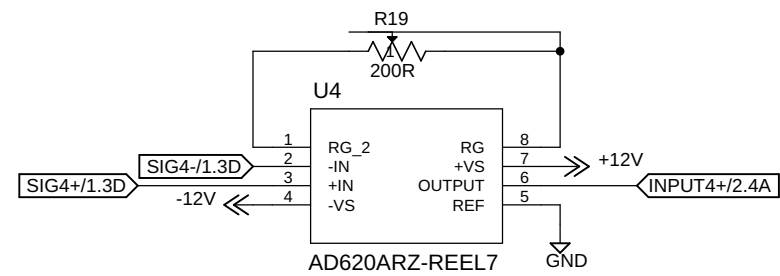 R19
1
200R
U4
1 RG_2 RG 8
SIG4-/1.3D 2 -IN +VS 7 +12V
SIG4+/1.3D 3 +IN OUTPUT 6 INPUT4+/2.4A
-12V 4 -VS REF 5
AD620ARZ-REEL7 GND